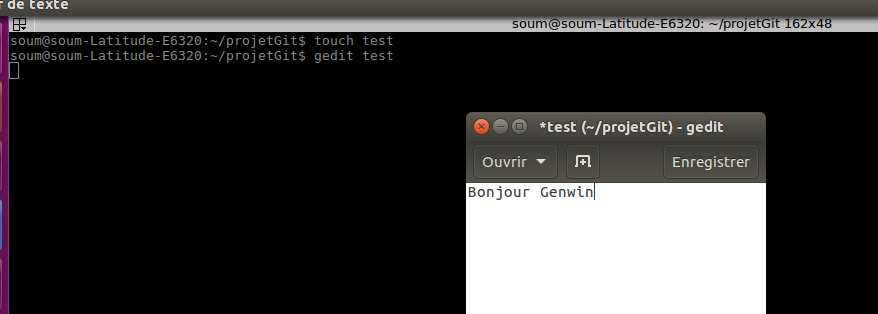 r de texte
soum@soum-Latitude-E6320: ~/projetGit 162x48
soum@soum-Latitude-E6320:~/projetGit$ touch test
soum@soum-Latitude-E6320:~/projetGit$ gedit test
*test (~/projetGit) - gedit
Ouvrir
Enregistrer
Bonjour Genwin